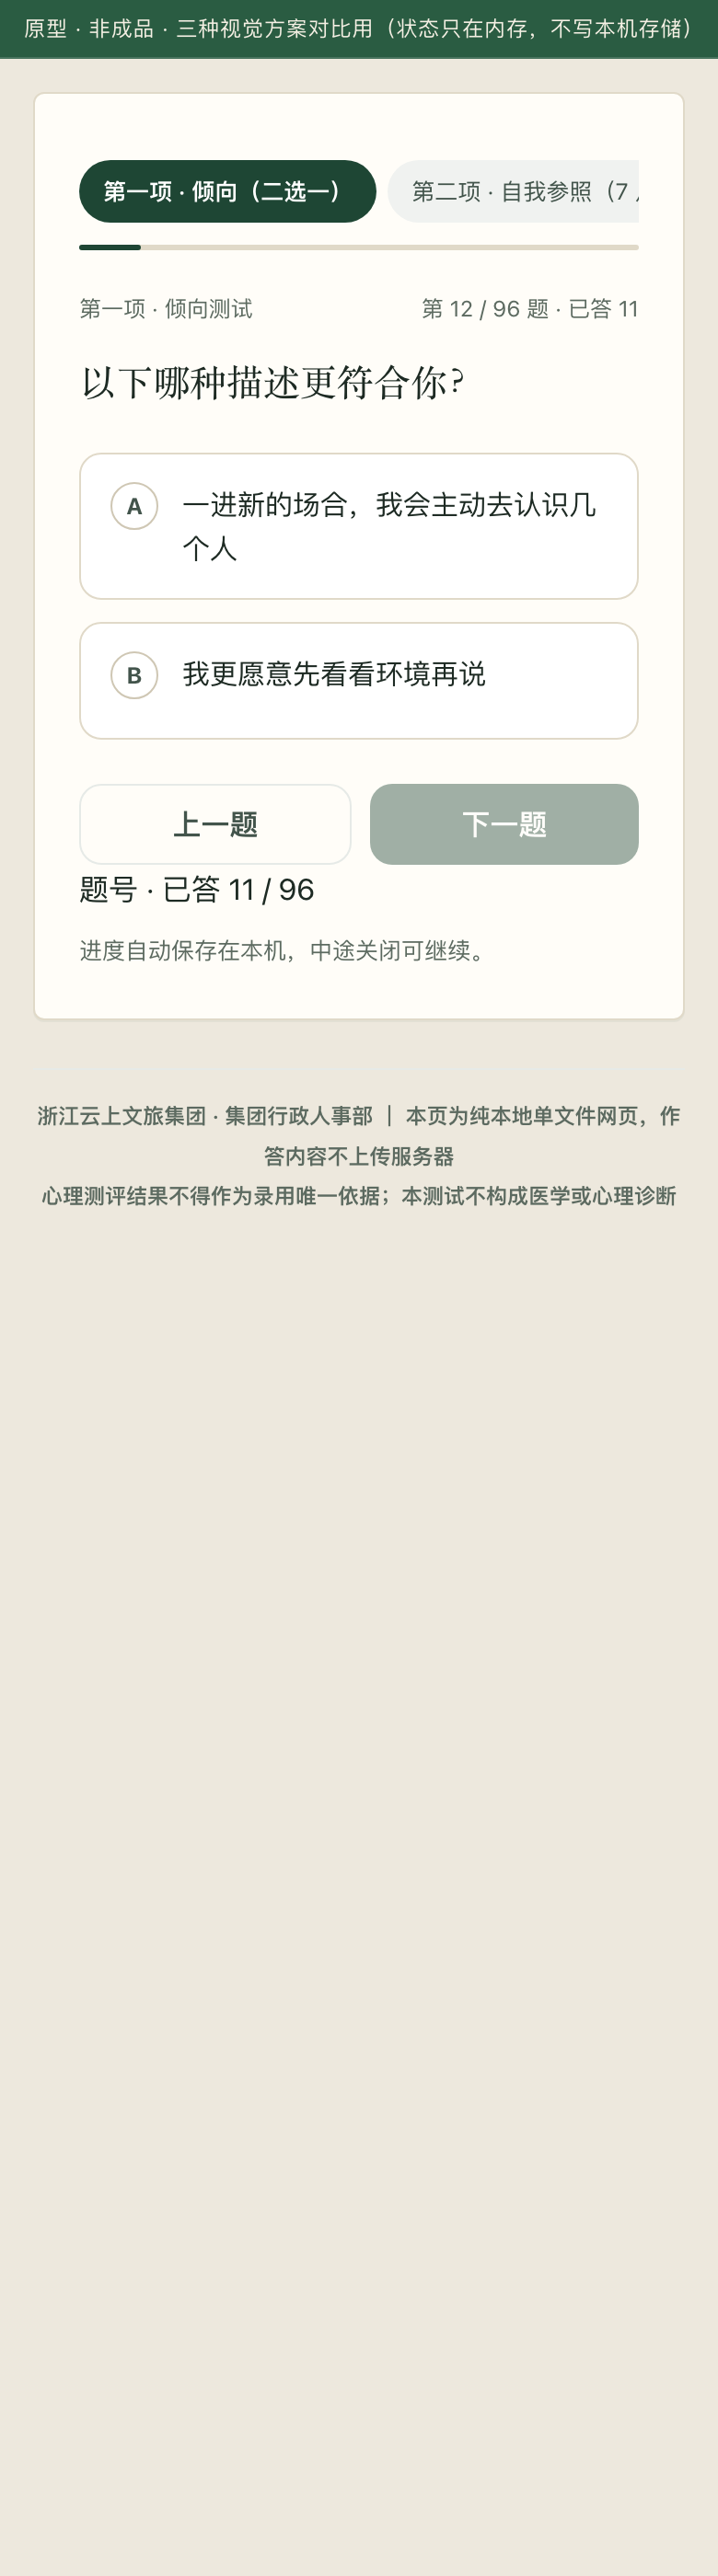 原型 · 非成品 · 三种视觉方案对比用（状态只在内存，不写本机存储）
第一项 · 倾向（二选一）
第二项 · 自我参照（7
第一项 · 倾向测试
第 12 / 96 题 · 已答 11
以下哪种描述更符合你？
A
一进新的场合，我会主动去认识几
个人
B
我更愿意先看看环境再说
上一题
下一题
题号 · 已答 11 / 96
进度自动保存在本机，中途关闭可继续。
浙江云上文旅集团 · 集团行政人事部 ｜ 本页为纯本地单文件网页，作
答内容不上传服务器
心理测评结果不得作为录用唯一依据；本测试不构成医学或心理诊断